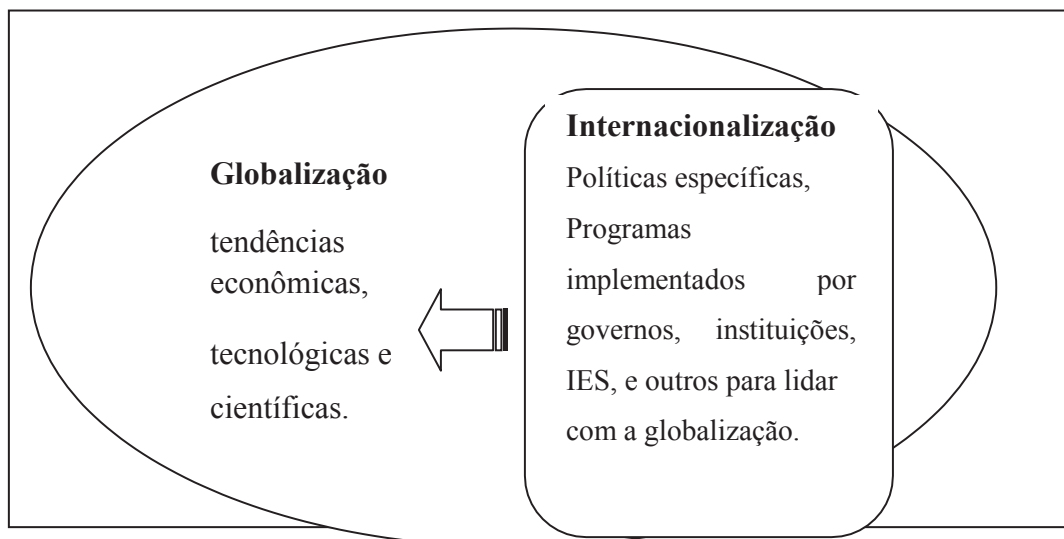 Globalização
tendências
econômicas,
tecnológicas e
científicas.
Internacionalização
Políticas específicas,
Programas
implementados por
governos, instituições,
IES, e outros para lidar
com a globalização.